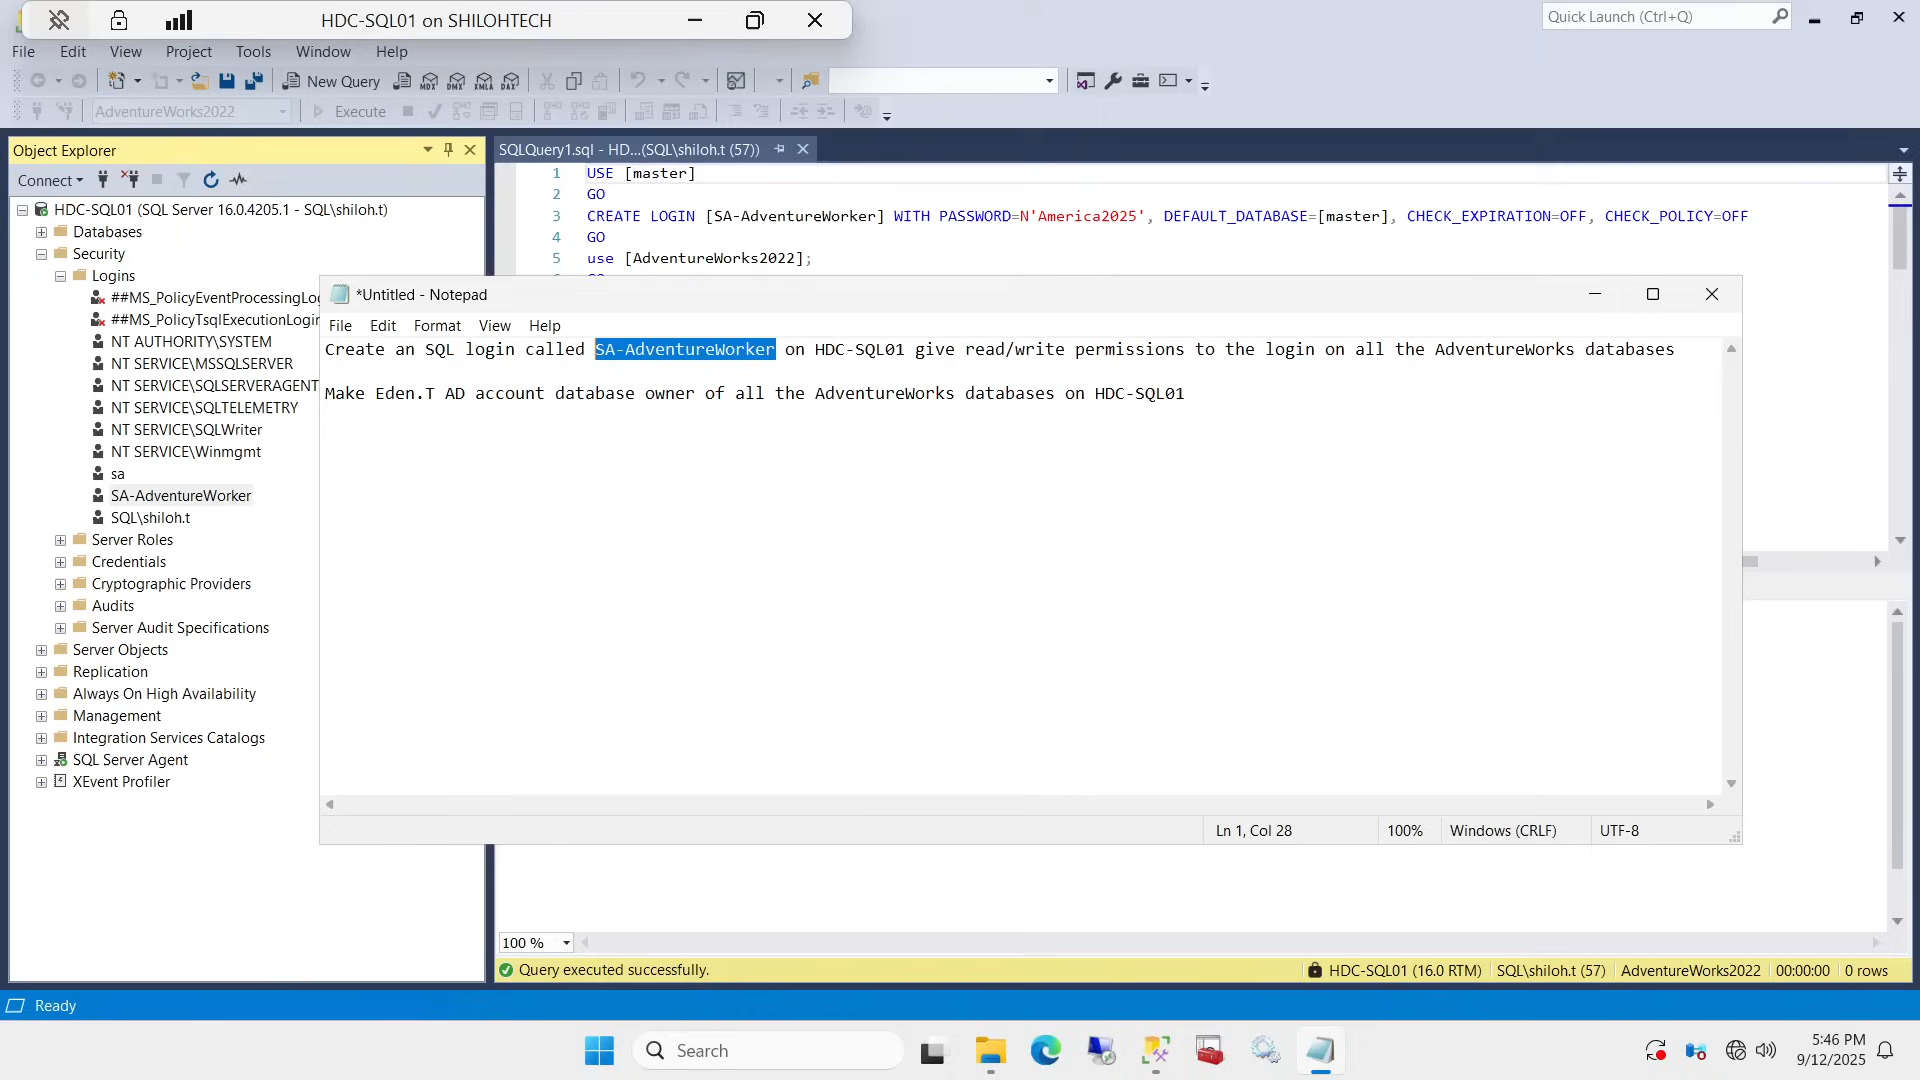 HDC-SQL01 on SHILOHTECH
Quick Launch (Ctrl+Q)
File Edit View Project Tools Window Help
New Query MDX DMX XMLA DAX
AdventureWorks2022 Execute
Object Explorer
SQLQuery1.sql - HD...(SQL\shiloh.t (57))
Connect
HDC-SQL01 (SQL Server 16.0.4205.1 - SQL\shiloh.t)
Databases
Security
Logins
##MS_PolicyEventProcessingLog
##MS_PolicyTsqlExecutionLogin
NT AUTHORITY\SYSTEM
NT SERVICE\MSSQLSERVER
NT SERVICE\SQLSERVERAGENT
NT SERVICE\SQLTELEMETRY
NT SERVICE\SQLWriter
NT SERVICE\Winmgmt
sa
SA-AdventureWorker
SQL\shiloh.t
Server Roles
Credentials
Cryptographic Providers
Audits
Server Audit Specifications
Server Objects
Replication
Always On High Availability
Management
Integration Services Catalogs
SQL Server Agent
XEvent Profiler
1 USE [master]
2 GO
3 CREATE LOGIN [SA-AdventureWorker] WITH PASSWORD=N'America2025', DEFAULT_DATABASE=[master], CHECK_EXPIRATION=OFF, CHECK_POLICY=OFF
4 GO
5 use [AdventureWorks2022];
*Untitled - Notepad
File Edit Format View Help
Create an SQL login called SA-AdventureWorker on HDC-SQL01 give read/write permissions to the login on all the AdventureWorks databases
Make Eden.T AD account database owner of all the AdventureWorks databases on HDC-SQL01
Ln 1, Col 28 100% Windows (CRLF) UTF-8
100 %
Query executed successfully. HDC-SQL01 (16.0 RTM) SQL\shiloh.t (57) AdventureWorks2022 00:00:00 0 rows
Ready
Search
5:46 PM
9/12/2025